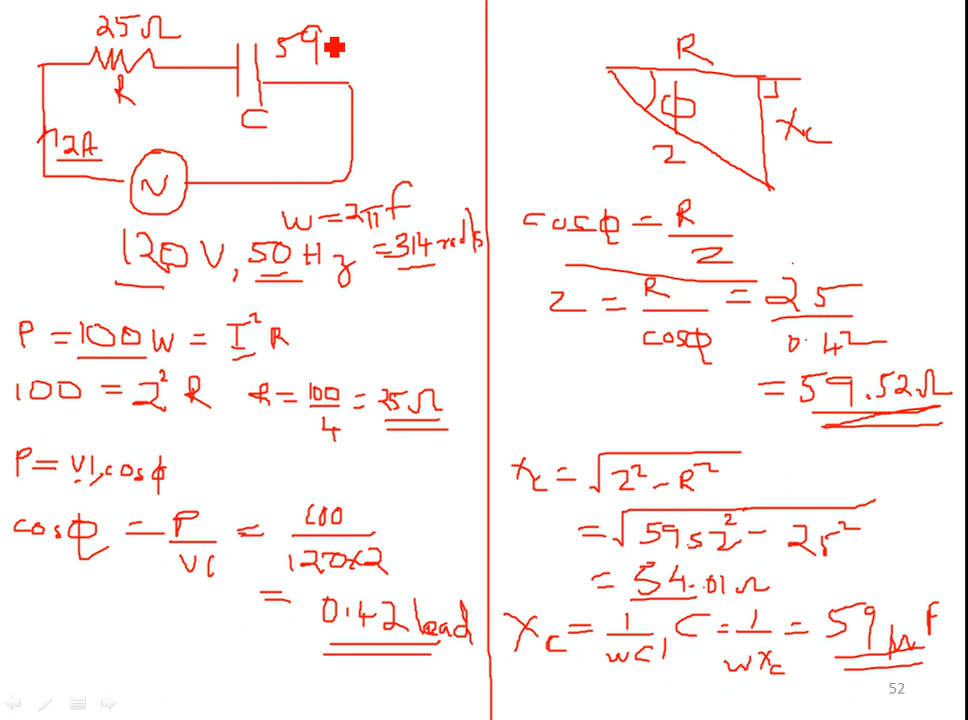 25Ω
59
R
C
2A
N
ω=2πf
120V, 50Hz =314rad/s
P = 100W = I²R
100 = 2² R R = 100/4 = 25Ω
P = VI, cosφ
cosφ = P/VI = 100/120×2
= 0.42 lead
R
φ
Xc
Z
cosφ = R/Z
Z = R/cosφ = 25/0.42
= 59.52Ω
Xc = √Z² - R²
= √59.52² - 25²
= 54.01Ω
Xc = 1/ωC, C = 1/ωXc = 59μF
52